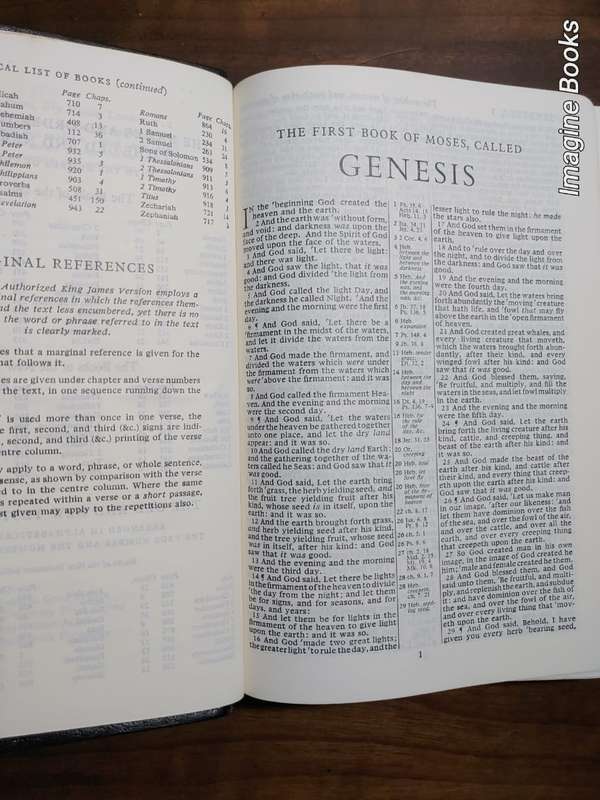 Imagine Books
CAL LIST OF BOOKS (continued)
Page Chaps.
710 7
714 3
408 13
112 36
707 1
Peter 932 5
Peter 935 3
920 1
903 4
508 31
451 150
943 22
Page Chaps.
Romans 864 16
Ruth 230 4
1 Samuel 234 31
2 Samuel 261 24
Song of Solomon 534
1 Thessalonians 909 5
2 Thessalonians 911 3
1 Timothy 913 6
2 Timothy 916 4
Titus 918
Zechariah 721 14
Zephaniah 717
INAL REFERENCES
Authorized King James Version employs a
nal references in which the references them-
d the text less encumbered, yet there is no
the word or phrase referred to in the text
is clearly marked.
es that a marginal reference is given for the
hat follows it.
es are given under chapter and verse numbers
the text, in one sequence running down the
' is used more than once in one verse, the
e first, second, and third (&c.) signs are indi-
, second, and third (&c.) printing of the verse
entre column.
y apply to a word, phrase, or whole sentence,
sense, as shown by comparison with the verse
ed to in the centre column. Where the same
s repeated within a verse or a short passage,
st given may apply to the repetitions also.
THE FIRST BOOK OF MOSES, CALLED
GENESIS
IN the beginning God created the
heaven and the earth.
2 And the earth was without form,
and void; and darkness was upon the
face of the deep. And the Spirit of God
moved upon the face of the waters.
3 And God said, Let there be light:
and there was light.
4 And God saw the light, that it was
good: and God divided the light from
the darkness.
5 And God called the light Day, and
the darkness he called Night. And the
evening and the morning were the first
day.
6 ¶ And God said, Let there be a
firmament in the midst of the waters,
and let it divide the waters from
the waters.
7 And God made the firmament, and
divided the waters which were under
the firmament from the waters which
were above the firmament: and it was
so.
8 And God called the firmament Hea-
ven. And the evening and the morning
were the second day.
9 ¶ And God said, Let the waters
under the heaven be gathered together
unto one place, and let the dry land
appear: and it was so.
10 And God called the dry land Earth;
and the gathering together of the wa-
ters called he Seas: and God saw that it
was good.
11 And God said, Let the earth bring
forth grass, the herb yielding seed, and
the fruit tree yielding fruit after his
kind, whose seed is in itself, upon the
earth: and it was so.
12 And the earth brought forth grass,
and herb yielding seed after his kind,
and the tree yielding fruit, whose seed
was in itself, after his kind: and God
saw that it was good.
13 And the evening and the morning
were the third day.
14 ¶ And God said, Let there be lights
in the firmament of the heaven to divide
the day from the night; and let them
be for signs, and for seasons, and for
days, and years:
15 And let them be for lights in the
firmament of the heaven to give light
upon the earth: and it was so.
16 And God made two great lights;
the greater light to rule the day, and the
lesser light to rule the night: he made
the stars also.
17 And God set them in the firmament
of the heaven to give light upon the
earth,
18 And to rule over the day and over
the night, and to divide the light from
the darkness: and God saw that it was
good.
19 And the evening and the morning
were the fourth day.
20 And God said, Let the waters bring
forth abundantly the moving creature
that hath life, and fowl that may fly
above the earth in the open firmament
of heaven.
21 And God created great whales, and
every living creature that moveth,
which the waters brought forth abun-
dantly, after their kind, and every
winged fowl after his kind: and God
saw that it was good.
22 And God blessed them, saying,
Be fruitful, and multiply, and fill the
waters in the seas, and let fowl multiply
in the earth.
23 And the evening and the morning
were the fifth day.
24 ¶ And God said, Let the earth
bring forth the living creature after his
kind, cattle, and creeping thing, and
beast of the earth after his kind: and it
was so.
25 And God made the beast of the
earth after his kind, and cattle after
their kind, and every thing that creep-
eth upon the earth after his kind: and
God saw that it was good.
26 ¶ And God said, Let us make man
in our image, after our likeness: and
let them have dominion over the fish
of the sea, and over the fowl of the air,
and over the cattle, and over all the
earth, and over every creeping thing
that creepeth upon the earth.
27 So God created man in his own
image, in the image of God created he
him; male and female created he them.
28 And God blessed them, and God
said unto them, Be fruitful, and multi-
ply, and replenish the earth, and subdue
it: and have dominion over the fish of
the sea, and over the fowl of the air,
and over every living thing that mov-
eth upon the earth.
29 ¶ And God said, Behold, I have
given you every herb bearing seed,
1